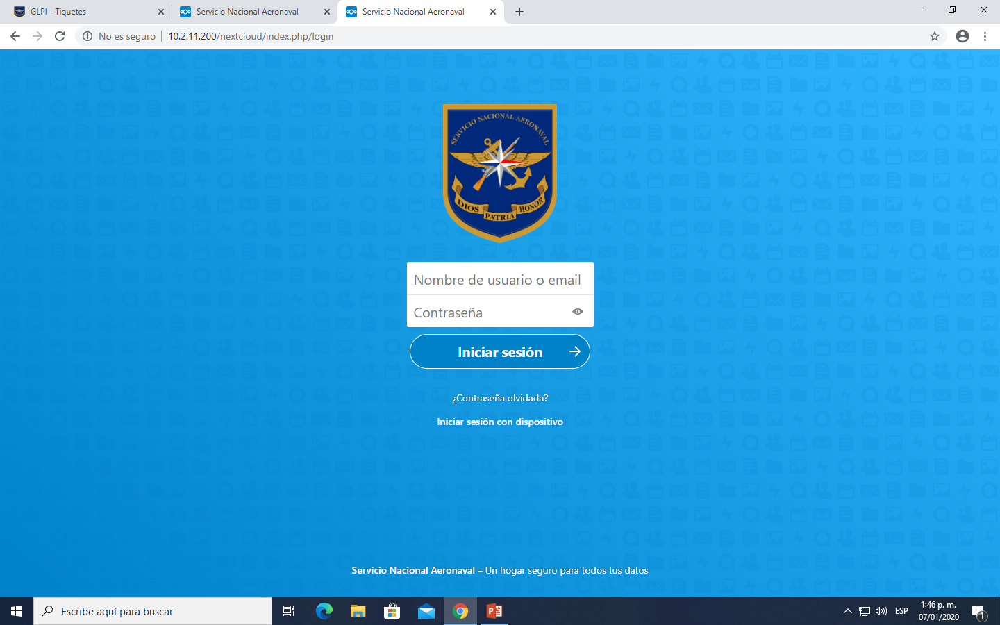 GLPI - Tiquetes
Servicio Nacional Aeronaval
Servicio Nacional Aeronaval
No es seguro
10.2.11.200/nextcloud/index.php/login
SERVICIO NACIONAL AERONAVAL
DIOS PATRIA HONOR
Nombre de usuario o email
Contraseña
Iniciar sesión
¿Contraseña olvidada?
Iniciar sesión con dispositivo
Servicio Nacional Aeronaval – Un hogar seguro para todos tus datos
Escribe aquí para buscar
ESP
1:46 p. m.
07/01/2020
1